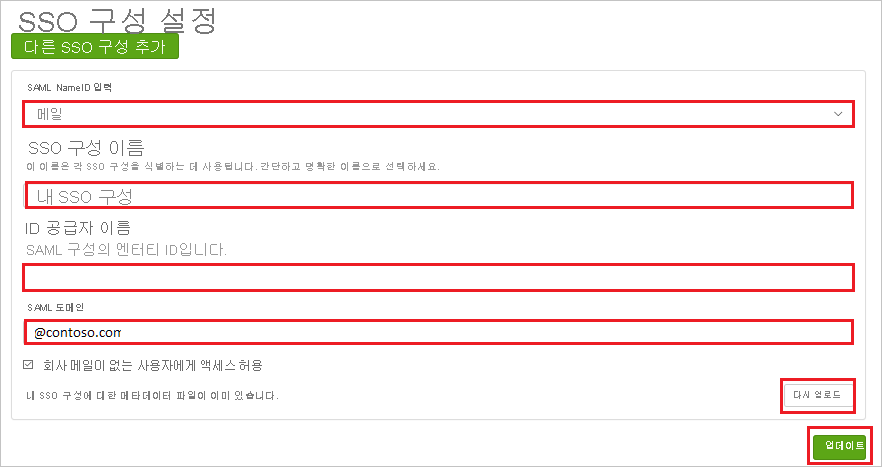 SSO 구성 설정
다른 SSO 구성 추가
SAML NameID 입력
메일
SSO 구성 이름
이 이름은 각 SSO 구성을 식별하는 데 사용됩니다. 간단하고 명확한 이름으로 선택하세요.
내 SSO 구성
ID 공급자 이름
SAML 구성의 엔터티 ID입니다.
SAML 도메인
@contoso.com
회사 메일이 없는 사용자에게 액세스 허용
내 SSO 구성에 대한 메타데이터 파일이 이미 있습니다.
다시 업로드
업데이트